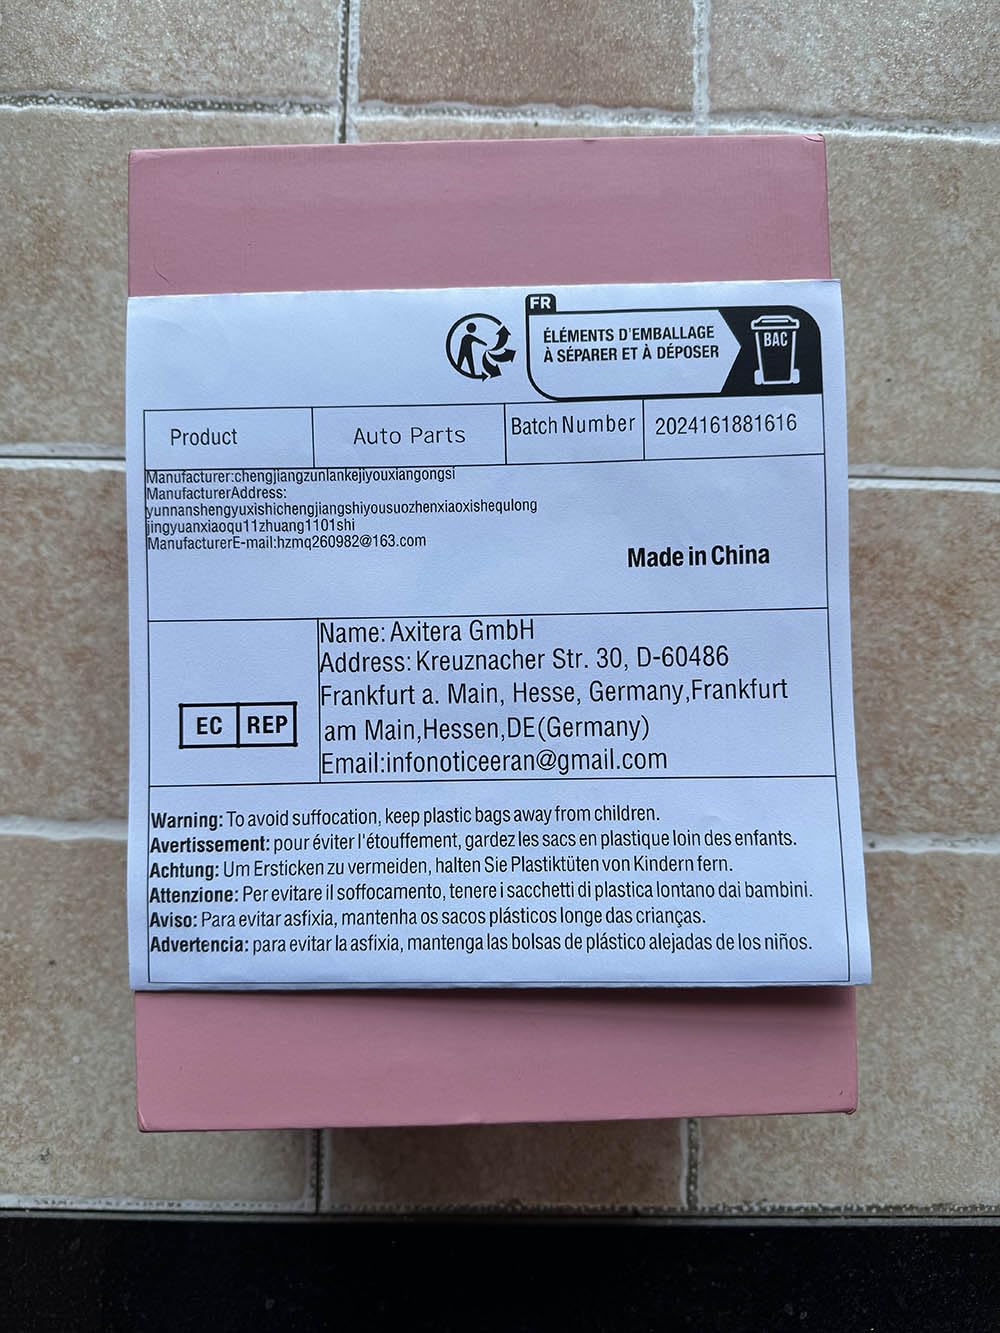 FR
ÉLÉMENTS D'EMBALLAGE
À SÉPARER ET À DÉPOSER
BAC
Product Auto Parts Batch Number 2024161881616
Manufacturer:chengjiangzunlankejiyouxiangongsi
ManufacturerAddress:
yunnanshengyuxishichengjiangshiyousuozhenxiaoxishequlong
jingyuanxiaoqu11zhuang1101shi
ManufacturerE-mail:hzmq260982@163.com
Made in China
EC REP
Name: Axitera GmbH
Address: Kreuznacher Str. 30, D-60486
Frankfurt a. Main, Hesse, Germany,Frankfurt
am Main,Hessen,DE(Germany)
Email:infonoticeeran@gmail.com
Warning: To avoid suffocation, keep plastic bags away from children.
Avertissement: pour éviter l'étouffement, gardez les sacs en plastique loin des enfants.
Achtung: Um Ersticken zu vermeiden, halten Sie Plastiktüten von Kindern fern.
Attenzione: Per evitare il soffocamento, tenere i sacchetti di plastica lontano dai bambini.
Aviso: Para evitar asfixia, mantenha os sacos plásticos longe das crianças.
Advertencia: para evitar la asfixia, mantenga las bolsas de plástico alejadas de los niños.